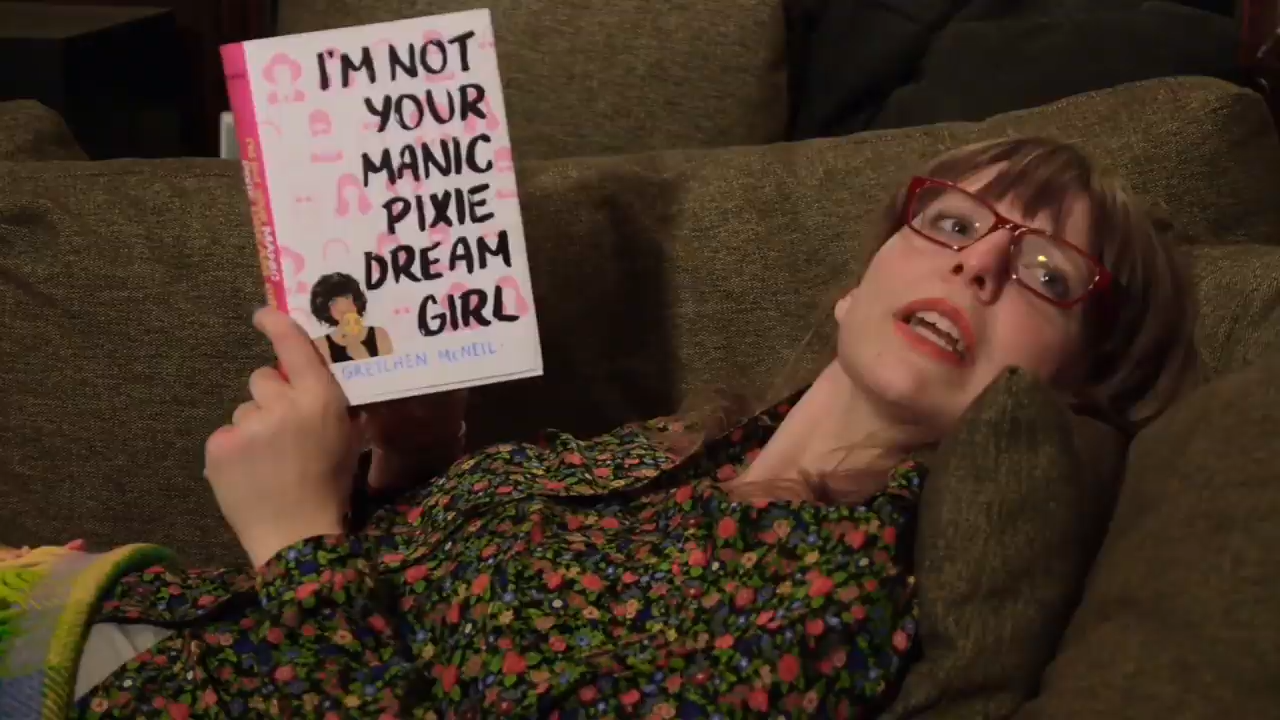 I'M NOT
YOUR
MANIC
PIXIE
DREAM
GIRL
GRETCHEN McNEIL